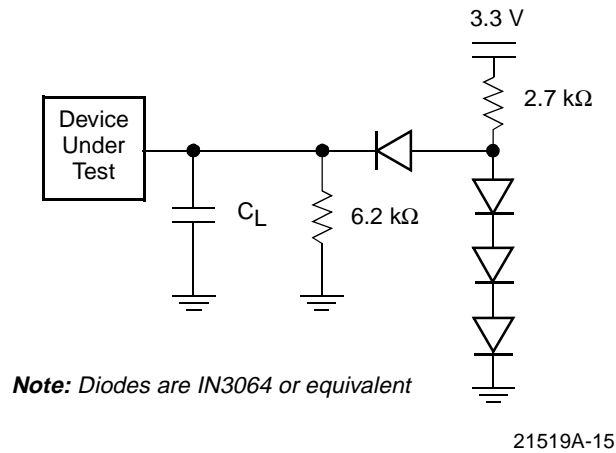 3.3 V
2.7 kΩ
Device
Under
Test
C_L
6.2 kΩ
Note: Diodes are IN3064 or equivalent
21519A-15